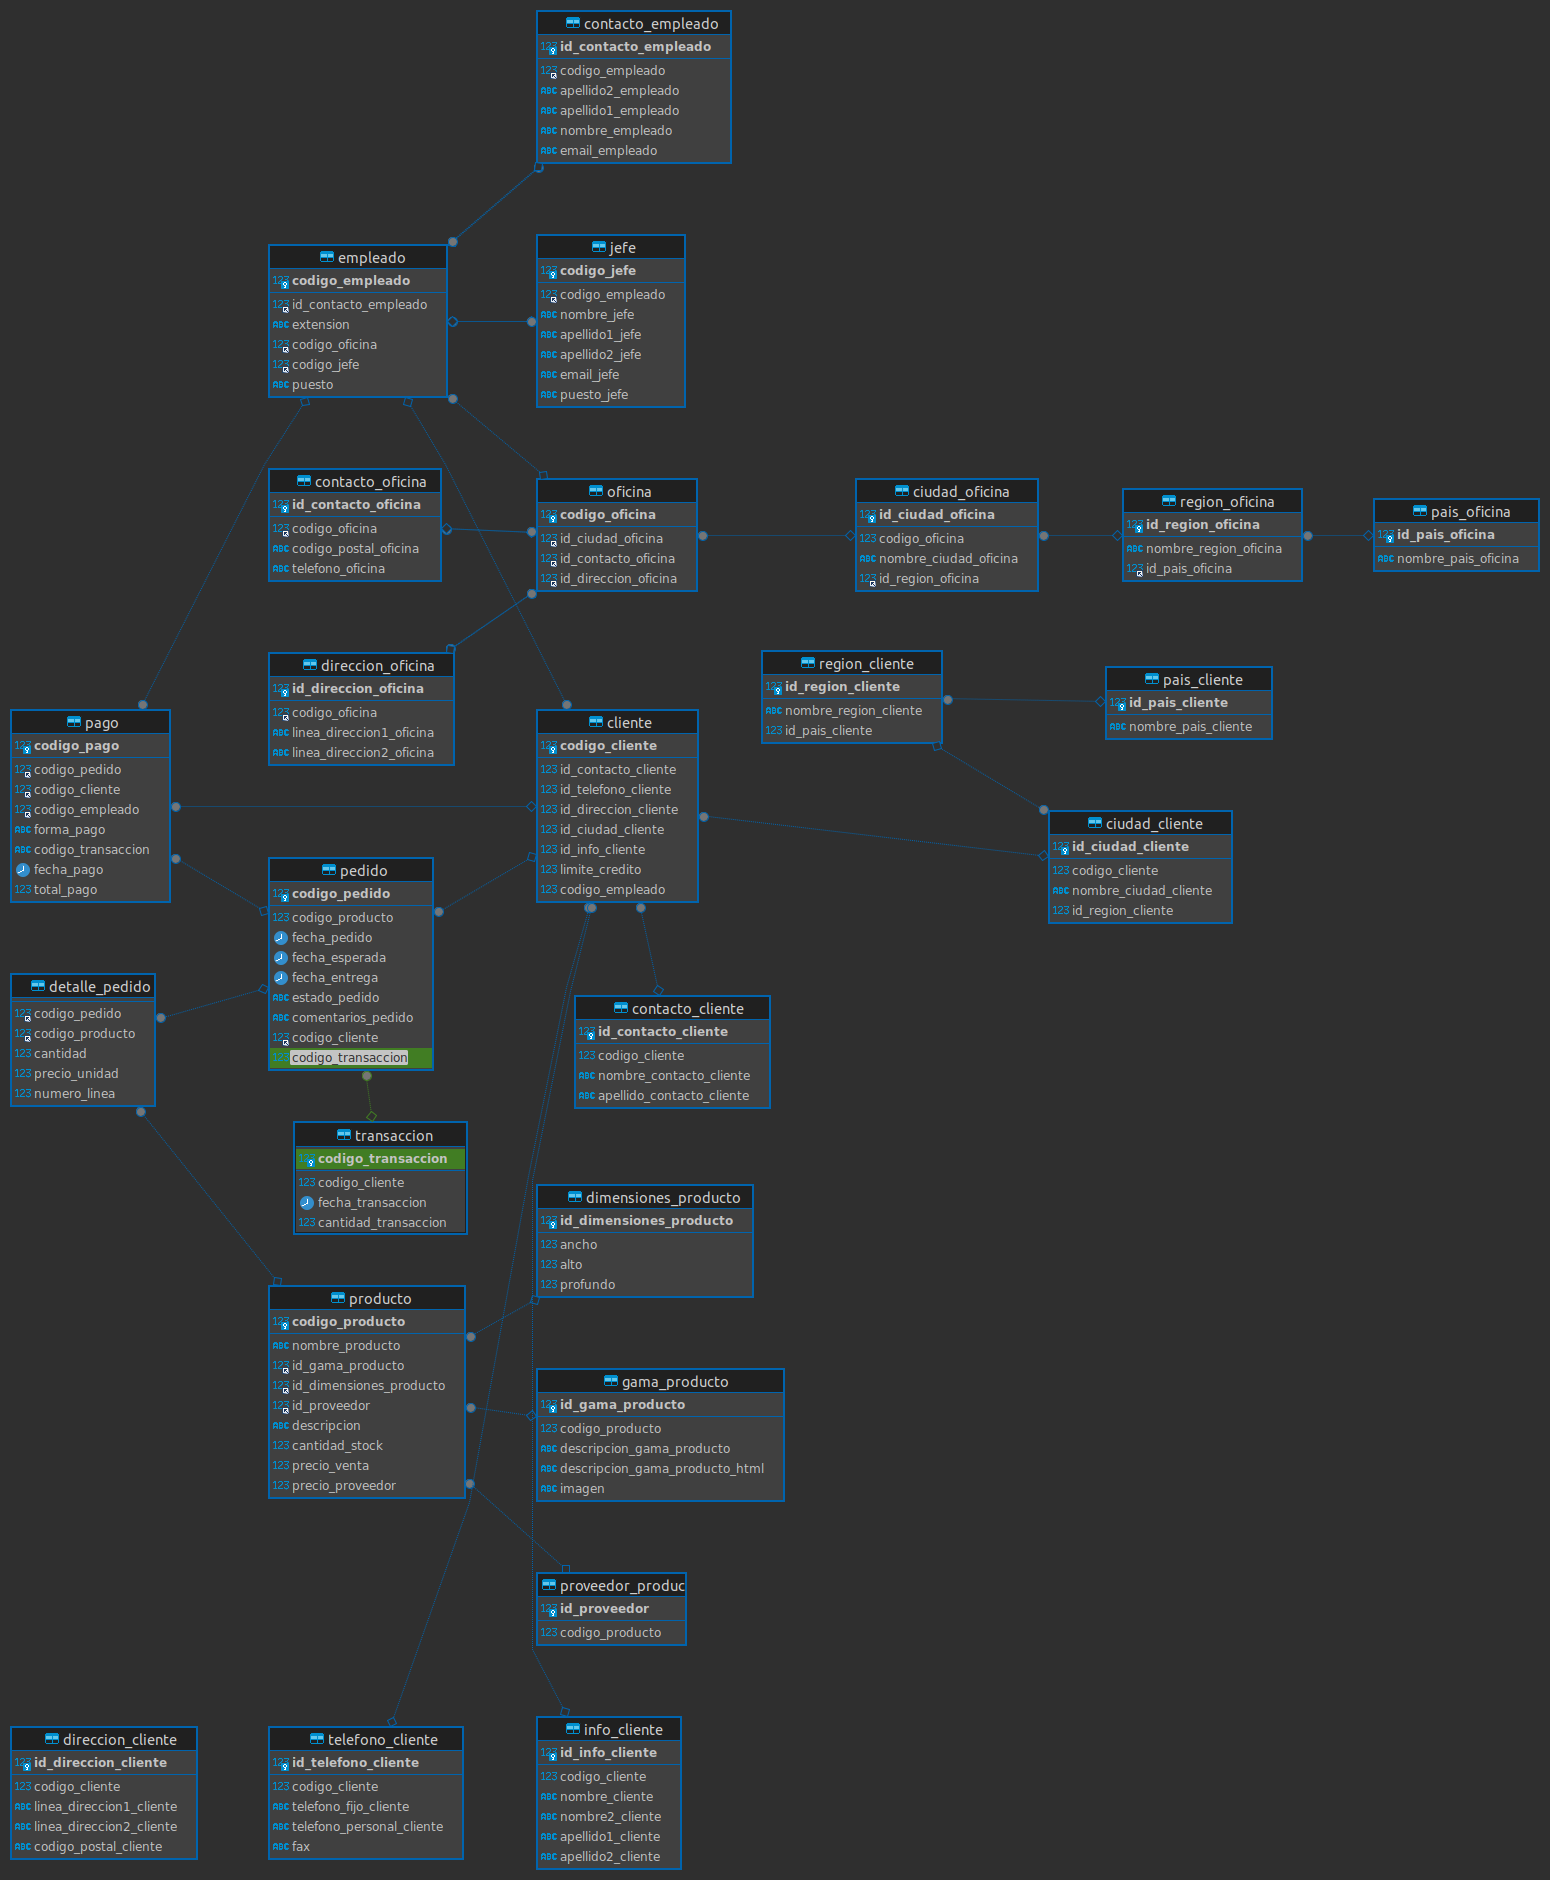 contacto_empleado
id_contacto_empleado
codigo_empleado
apellido2_empleado
apellido1_empleado
nombre_empleado
email_empleado
empleado
codigo_empleado
id_contacto_empleado
extension
codigo_oficina
codigo_jefe
puesto
jefe
codigo_jefe
codigo_empleado
nombre_jefe
apellido1_jefe
apellido2_jefe
email_jefe
puesto_jefe
contacto_oficina
id_contacto_oficina
codigo_oficina
codigo_postal_oficina
telefono_oficina
oficina
codigo_oficina
id_ciudad_oficina
id_contacto_oficina
id_direccion_oficina
ciudad_oficina
id_ciudad_oficina
codigo_oficina
nombre_ciudad_oficina
id_region_oficina
region_oficina
id_region_oficina
nombre_region_oficina
id_pais_oficina
pais_oficina
id_pais_oficina
nombre_pais_oficina
direccion_oficina
id_direccion_oficina
codigo_oficina
linea_direccion1_oficina
linea_direccion2_oficina
region_cliente
id_region_cliente
nombre_region_cliente
id_pais_cliente
pais_cliente
id_pais_cliente
nombre_pais_cliente
pago
codigo_pago
codigo_pedido
codigo_cliente
codigo_empleado
forma_pago
codigo_transaccion
fecha_pago
total_pago
cliente
codigo_cliente
id_contacto_cliente
id_telefono_cliente
id_direccion_cliente
id_ciudad_cliente
id_info_cliente
limite_credito
codigo_empleado
ciudad_cliente
id_ciudad_cliente
codigo_cliente
nombre_ciudad_cliente
id_region_cliente
pedido
codigo_pedido
codigo_producto
fecha_pedido
fecha_esperada
fecha_entrega
estado_pedido
comentarios_pedido
codigo_cliente
codigo_transaccion
detalle_pedido
codigo_pedido
codigo_producto
cantidad
precio_unidad
numero_linea
contacto_cliente
id_contacto_cliente
codigo_cliente
nombre_contacto_cliente
apellido_contacto_cliente
transaccion
codigo_transaccion
codigo_cliente
fecha_transaccion
cantidad_transaccion
dimensiones_producto
id_dimensiones_producto
ancho
alto
profundo
producto
codigo_producto
nombre_producto
id_gama_producto
id_dimensiones_producto
id_proveedor
descripcion
cantidad_stock
precio_venta
precio_proveedor
gama_producto
id_gama_producto
codigo_producto
descripcion_gama_producto
descripcion_gama_producto_html
imagen
proveedor_produc
id_proveedor
codigo_producto
direccion_cliente
id_direccion_cliente
codigo_cliente
linea_direccion1_cliente
linea_direccion2_cliente
codigo_postal_cliente
telefono_cliente
id_telefono_cliente
codigo_cliente
telefono_fijo_cliente
telefono_personal_cliente
fax
info_cliente
id_info_cliente
codigo_cliente
nombre_cliente
nombre2_cliente
apellido1_cliente
apellido2_cliente